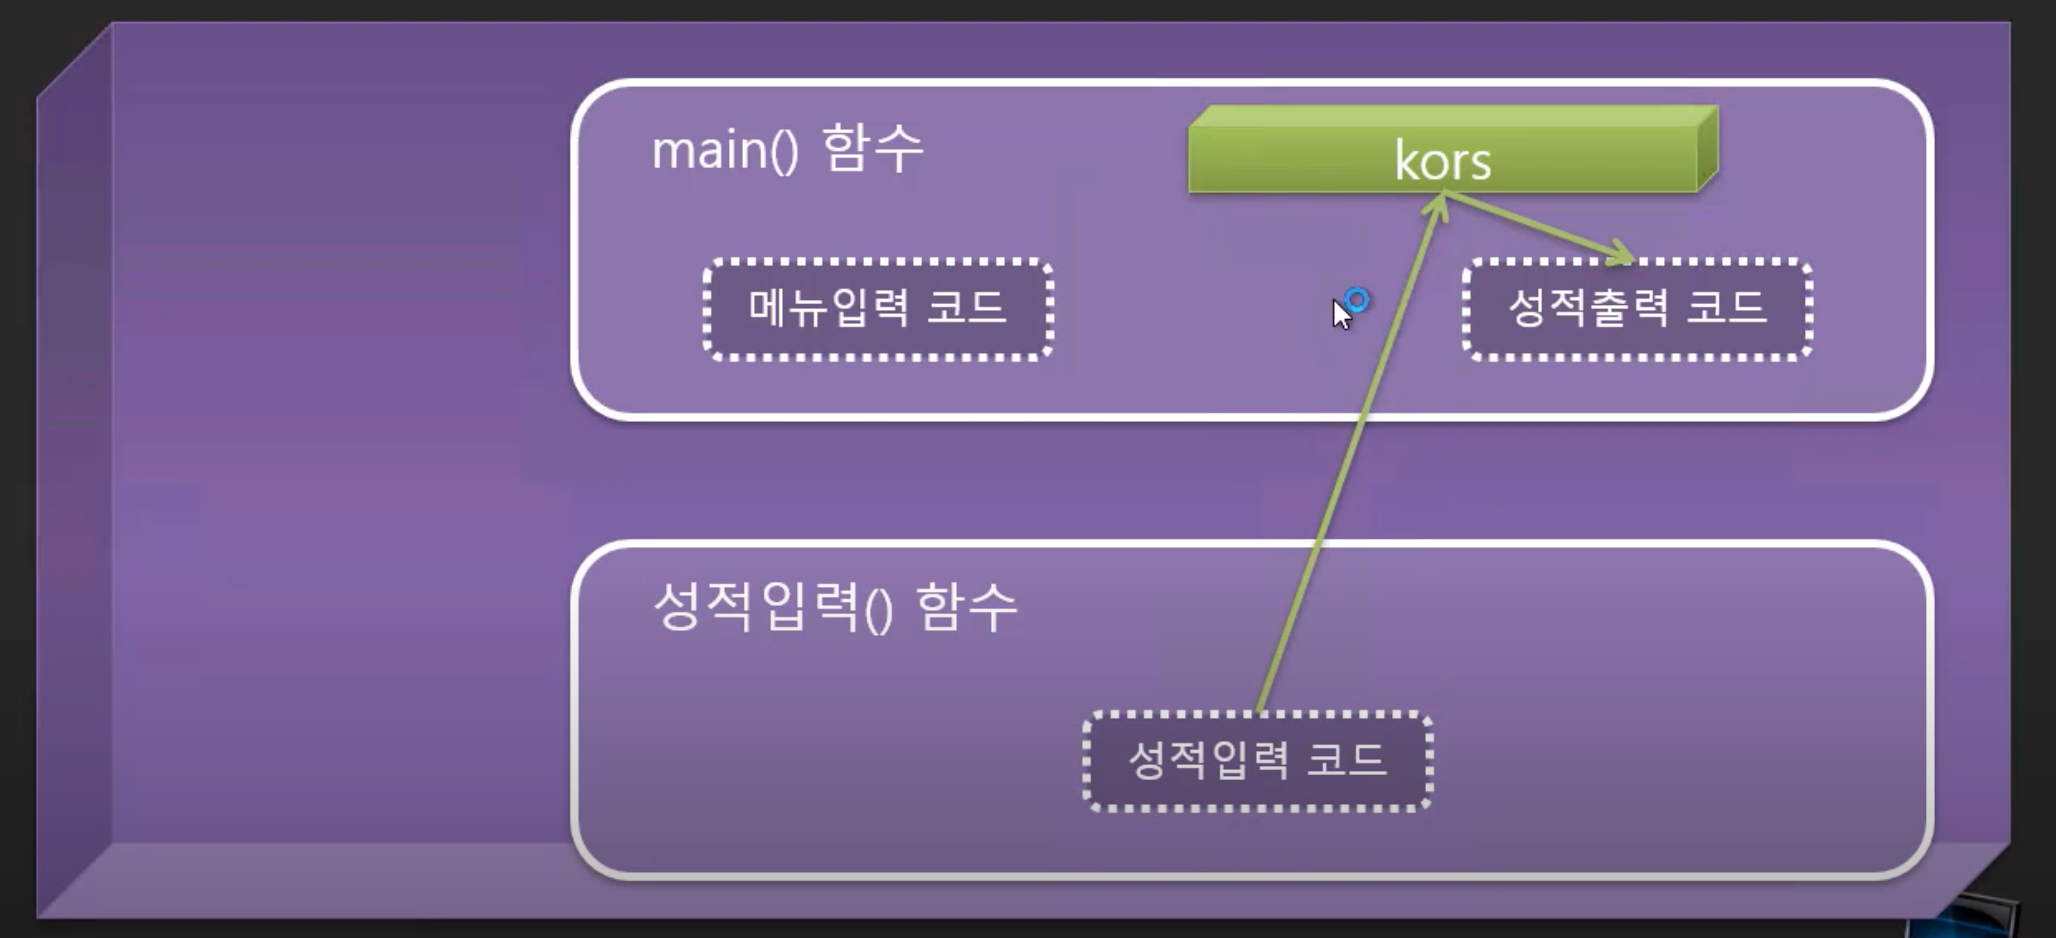 main() 함수
kors
메뉴입력 코드
성적출력 코드
성적입력() 함수
성적입력 코드